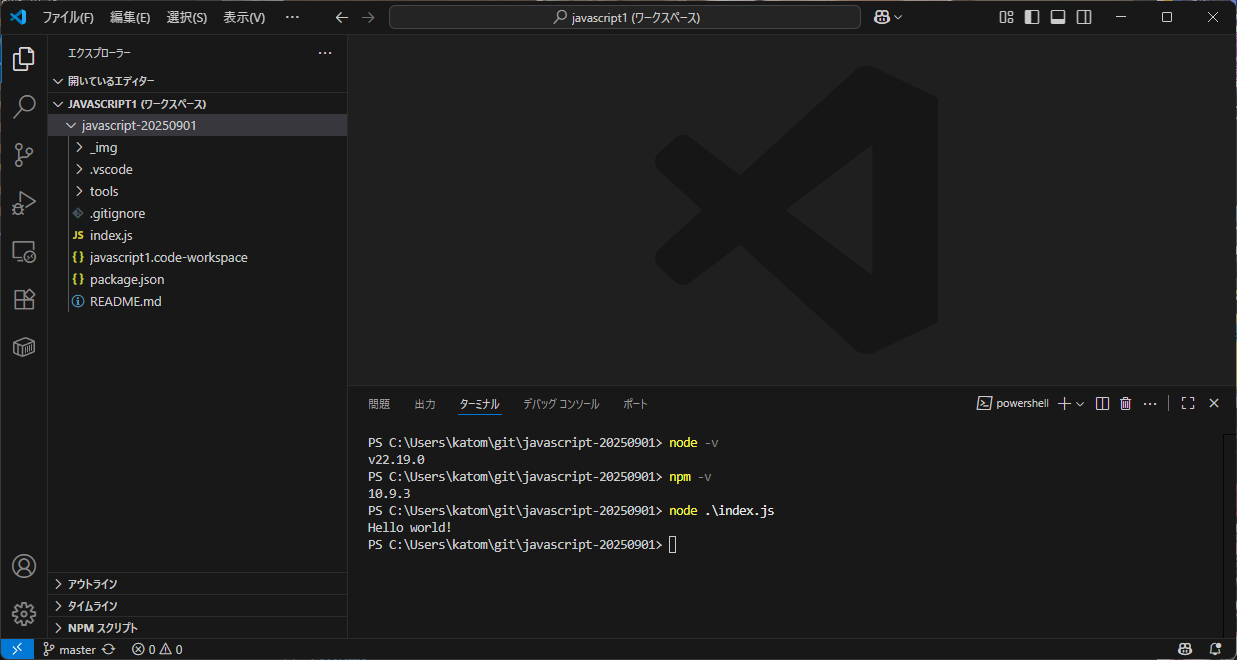 ファイル(F) 編集(E) 選択(S) 表示(V) ··· javascript1 (ワークスペース)
エクスプローラー ···
開いているエディター
JAVASCRIPT1 (ワークスペース)
javascript-20250901
_img
.vscode
tools
.gitignore
JS index.js
{} javascript1.code-workspace
{} package.json
README.md
アウトライン
タイムライン
NPM スクリプト
問題 出力 ターミナル デバッグ コンソール ポート powershell ···
PS C:\Users\katom\git\javascript-20250901> node -v
v22.19.0
PS C:\Users\katom\git\javascript-20250901> npm -v
10.9.3
PS C:\Users\katom\git\javascript-20250901> node .\index.js
Hello world!
PS C:\Users\katom\git\javascript-20250901>
master 0 0